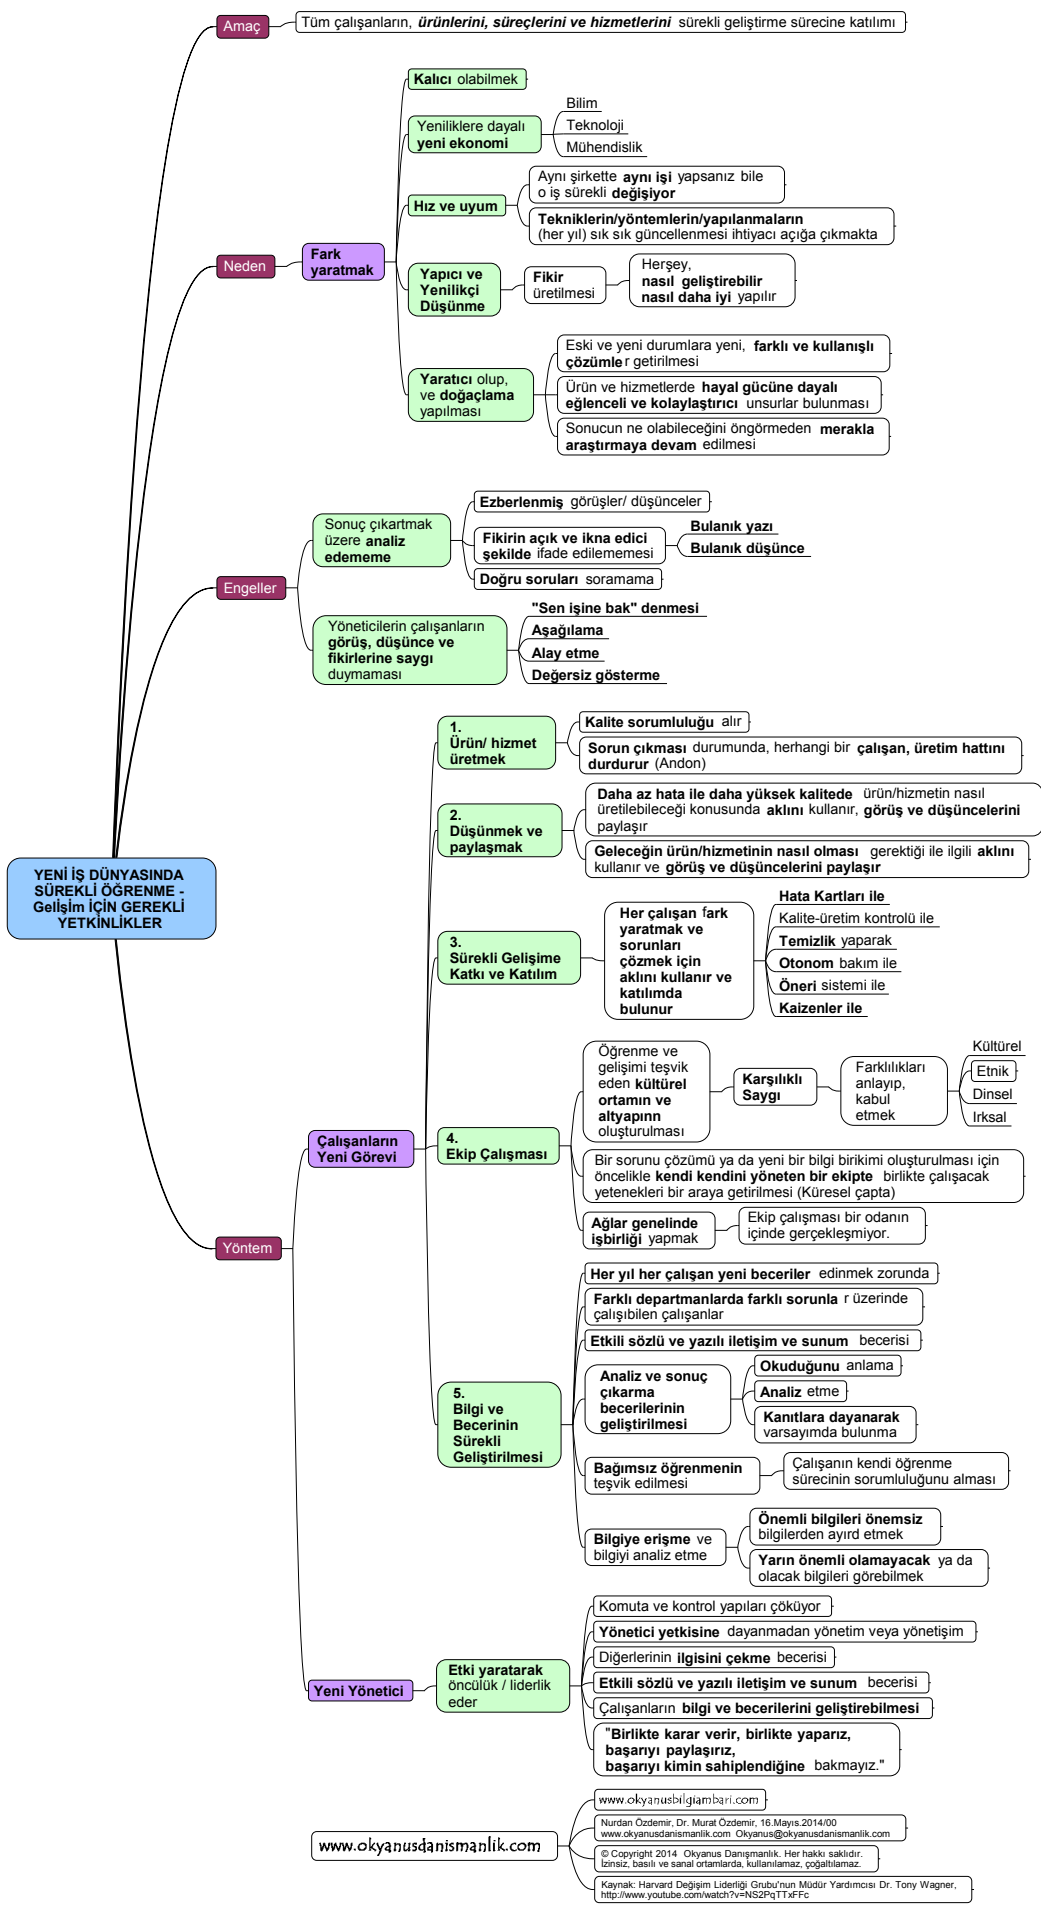 Amaç
Tüm çalışanların, ürünlerini, süreçlerini ve hizmetlerini sürekli geliştirme sürecine katılımı
Neden
Fark
yaratmak
Kalıcı olabilmek
Yeniliklere dayalı
yeni ekonomi
Bilim
Teknoloji
Mühendislik
Hız ve uyum
Aynı şirkette aynı işi yapsanız bile
o iş sürekli değişiyor
Tekniklerin/yöntemlerin/yapılanmaların
(her yıl) sık sık güncellenmesi ihtiyacı açığa çıkmakta
Yapıcı ve
Yenilikçi
Düşünme
Fikir
üretilmesi
Herşey,
nasıl geliştirebilir
nasıl daha iyi yapılır
Yaratıcı olup,
ve doğaçlama
yapılması
Eski ve yeni durumlara yeni, farklı ve kullanışlı
çözümle r getirilmesi
Ürün ve hizmetlerde hayal gücüne dayalı
eğlenceli ve kolaylaştırıcı unsurlar bulunması
Sonucun ne olabileceğini öngörmeden merakla
araştırmaya devam edilmesi
Engeller
Sonuç çıkartmak
üzere analiz
edememe
Ezberlenmiş görüşler/ düşünceler
Fikirin açık ve ikna edici
şekilde ifade edilememesi
Bulanık yazı
Bulanık düşünce
Doğru soruları soramama
Yöneticilerin çalışanların
görüş, düşünce ve
fikirlerine saygı
duymaması
"Sen işine bak" denmesi
Aşağılama
Alay etme
Değersiz gösterme
YENİ İŞ DÜNYASINDA
SÜREKLİ ÖĞRENME -
Gelİşİm İÇİN GEREKLİ
YETKİNLİKLER
Yöntem
Çalışanların
Yeni Görevi
1.
Ürün/ hizmet
üretmek
Kalite sorumluluğu alır
Sorun çıkması durumunda, herhangi bir çalışan, üretim hattını
durdurur (Andon)
2.
Düşünmek ve
paylaşmak
Daha az hata ile daha yüksek kalitede ürün/hizmetin nasıl
üretilebileceği konusunda aklını kullanır, görüş ve düşüncelerini
paylaşır
Geleceğin ürün/hizmetinin nasıl olması gerektiği ile ilgili aklını
kullanır ve görüş ve düşüncelerini paylaşır
3.
Sürekli Gelişime
Katkı ve Katılım
Her çalışan fark
yaratmak ve
sorunları
çözmek için
aklını kullanır ve
katılımda
bulunur
Hata Kartları ile
Kalite-üretim kontrolü ile
Temizlik yaparak
Otonom bakım ile
Öneri sistemi ile
Kaizenler ile
4.
Ekip Çalışması
Öğrenme ve
gelişimi teşvik
eden kültürel
ortamın ve
altyapının
oluşturulması
Karşılıklı
Saygı
Farklılıkları
anlayıp,
kabul
etmek
Kültürel
Etnik
Dinsel
Irksal
Bir sorunu çözümü ya da yeni bir bilgi birikimi oluşturulması için
öncelikle kendi kendini yöneten bir ekipte birlikte çalışacak
yetenekleri bir araya getirilmesi (Küresel çapta)
Ağlar genelinde
işbirliği yapmak
Ekip çalışması bir odanın
içinde gerçekleşmiyor.
5.
Bilgi ve
Becerinin
Sürekli
Geliştirilmesi
Her yıl her çalışan yeni beceriler edinmek zorunda
Farklı departmanlarda farklı sorunla r üzerinde
çalışıbilen çalışanlar
Etkili sözlü ve yazılı iletişim ve sunum becerisi
Analiz ve sonuç
çıkarma
becerilerinin
geliştirilmesi
Okuduğunu anlama
Analiz etme
Kanıtlara dayanarak
varsayımda bulunma
Bağımsız öğrenmenin
teşvik edilmesi
Çalışanın kendi öğrenme
sürecinin sorumluluğunu alması
Bilgiye erişme ve
bilgiyi analiz etme
Önemli bilgileri önemsiz
bilgilerden ayırd etmek
Yarın önemli olamayacak ya da
olacak bilgileri görebilmek
Yeni Yönetici
Etki yaratarak
öncülük / liderlik
eder
Komuta ve kontrol yapıları çöküyor
Yönetici yetkisine dayanmadan yönetim veya yönetişim
Diğerlerinin ilgisini çekme becerisi
Etkili sözlü ve yazılı iletişim ve sunum becerisi
Çalışanların bilgi ve becerilerini geliştirebilmesi
"Birlikte karar verir, birlikte yaparız,
başarıyı paylaşırız,
başarıyı kimin sahiplendiğine bakmayız."
www.okyanusdanismanlik.com
www.okyanusbilgiambari.com
Nurdan Özdemir, Dr. Murat Özdemir, 16.Mayıs.2014/00
www.okyanusdanismanlik.com Okyanus@okyanusdanismanlik.com
© Copyright 2014 Okyanus Danışmanlık. Her hakkı saklıdır.
İzinsiz, basılı ve sanal ortamlarda, kullanılamaz, çoğaltılamaz.
Kaynak: Harvard Değişim Liderliği Grubu'nun Müdür Yardımcısı Dr. Tony Wagner,
http://www.youtube.com/watch?v=NS2PqTTxFFc